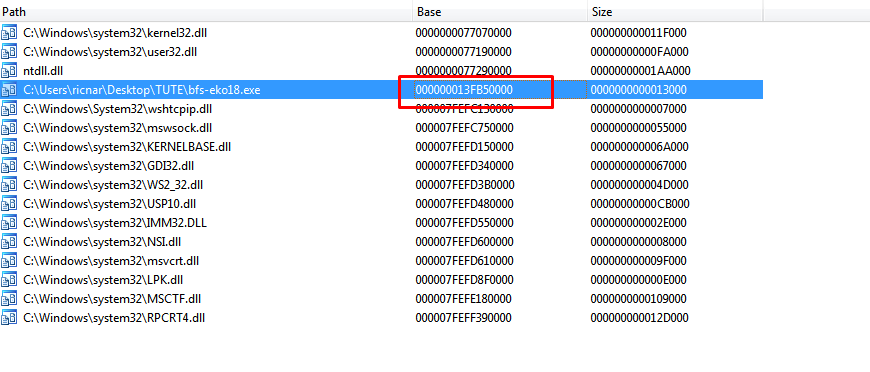 Path Base Size
C:\Windows\system32\kernel32.dll 0000000077070000 000000000011F000
C:\Windows\system32\user32.dll 0000000077190000 00000000000FA000
ntdll.dll 0000000077290000 00000000001AA000
C:\Users\ricnar\Desktop\TUTE\bfs-eko18.exe 000000013FB50000 0000000000013000
C:\Windows\System32\wshtcpip.dll 000007FEFC130000 0000000000007000
C:\Windows\system32\mswsock.dll 000007FEFC750000 0000000000055000
C:\Windows\system32\KERNELBASE.dll 000007FEFD150000 000000000006A000
C:\Windows\system32\GDI32.dll 000007FEFD340000 0000000000067000
C:\Windows\system32\WS2_32.dll 000007FEFD3B0000 000000000004D000
C:\Windows\system32\USP10.dll 000007FEFD480000 00000000000CB000
C:\Windows\system32\IMM32.DLL 000007FEFD550000 000000000002E000
C:\Windows\system32\NSI.dll 000007FEFD600000 0000000000008000
C:\Windows\system32\msvcrt.dll 000007FEFD610000 000000000009F000
C:\Windows\system32\LPK.dll 000007FEFD8F0000 000000000000E000
C:\Windows\system32\MSCTF.dll 000007FEFE180000 0000000000109000
C:\Windows\system32\RPCRT4.dll 000007FEFF390000 000000000012D000